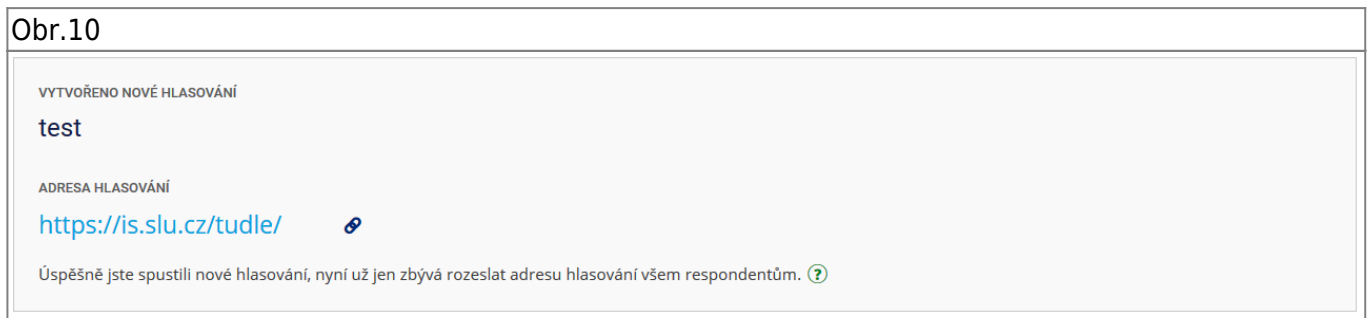 Obr.10
VYTVOŘENO NOVÉ HLASOVÁNÍ
test
ADRESA HLASOVÁNÍ
https://is.slu.cz/tudle/
Úspěšně jste spustili nové hlasování, nyní už jen zbývá rozeslat adresu hlasování všem respondentům. ?